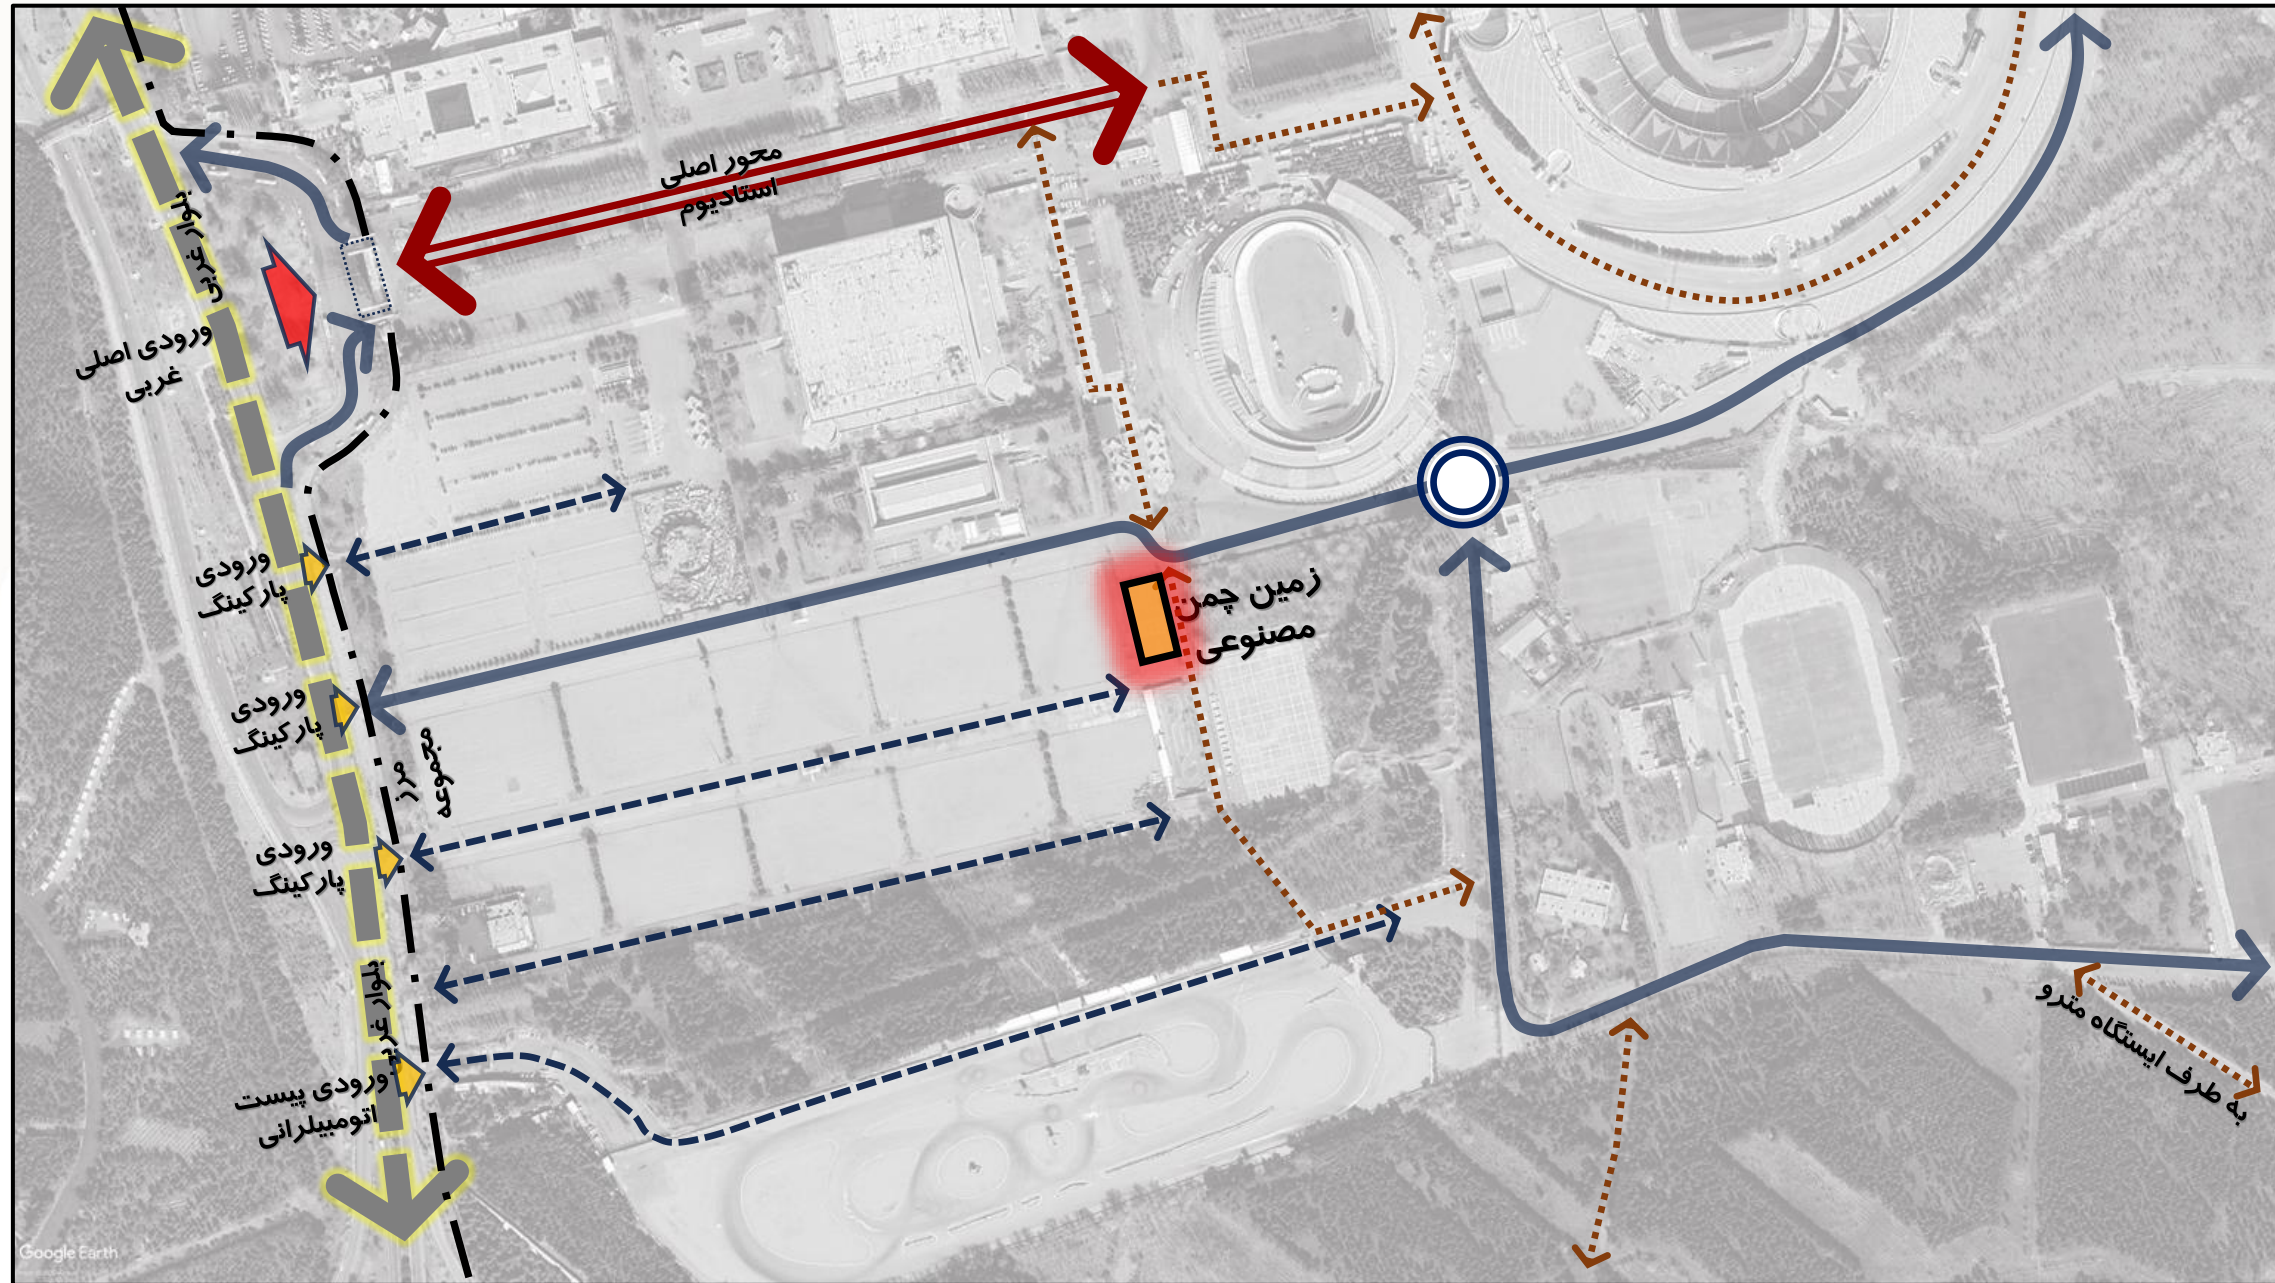 محور اصلی
استادیوم
بلوار غربی
ورودی اصلی
غربی
ورودی
پارکینگ
زمین چمن
مصنوعی
ورودی
پارکینگ
مرز
مجموعه
ورودی
پارکینگ
بلوار غربی
ورودی پیست
اتومبیلرانی
به طرف ایستگاه مترو
Google Earth